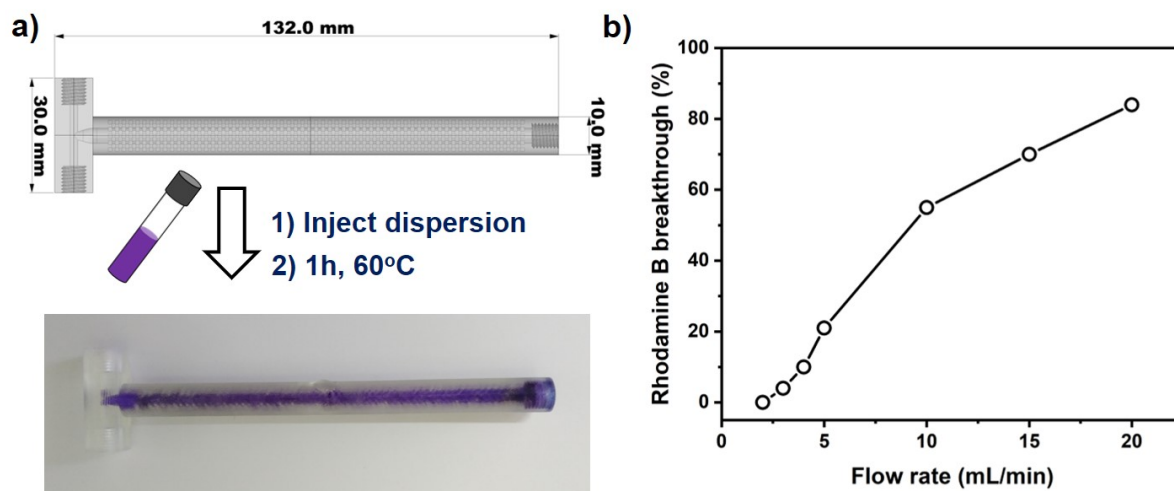 a)
132.0 mm
30.0 mm
10.0 mm
1) Inject dispersion
2) 1h, 60°C
b)
Rhodamine B breakthrough (%)
100
80
60
40
20
0
0
5
10
15
20
Flow rate (mL/min)